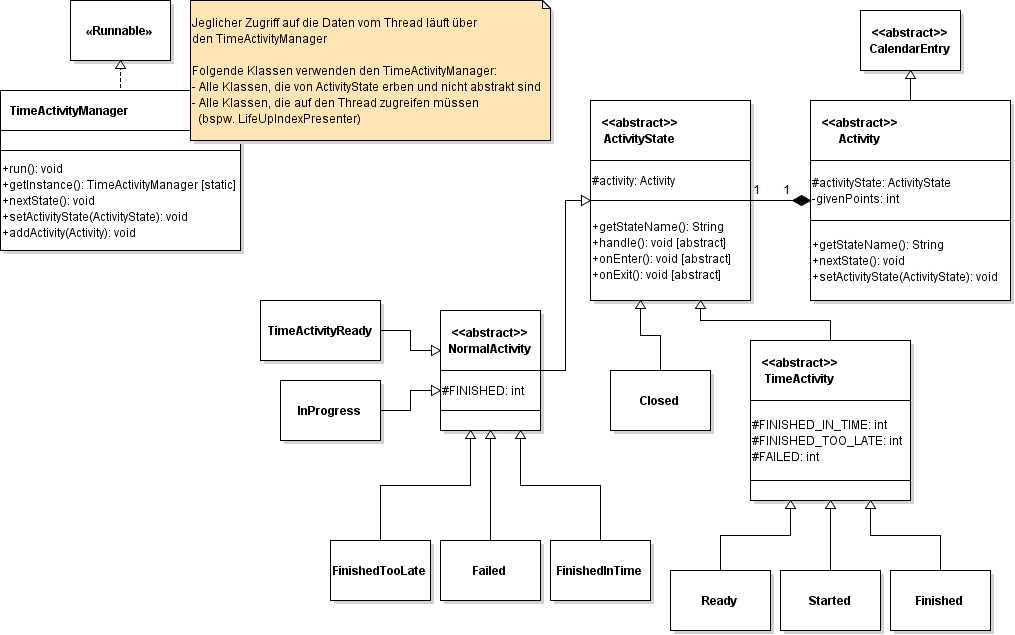 «Runnable»
Jeglicher Zugriff auf die Daten vom Thread läuft über
den TimeActivityManager
Folgende Klassen verwenden den TimeActivityManager:
- Alle Klassen, die von ActivityState erben und nicht abstrakt sind
- Alle Klassen, die auf den Thread zugreifen müssen
(bspw. LifeUpIndexPresenter)
TimeActivityManager
+run(): void
+getInstance(): TimeActivityManager [static]
+nextState(): void
+setActivityState(ActivityState): void
+addActivity(Activity): void
<<abstract>>
CalendarEntry
<<abstract>>
ActivityState
#activity: Activity
+getStateName(): String
+handle(): void [abstract]
+onEnter(): void [abstract]
+onExit(): void [abstract]
1
1
<<abstract>>
Activity
#activityState: ActivityState
-givenPoints: int
+getStateName(): String
+nextState(): void
+setActivityState(ActivityState): void
TimeActivityReady
InProgress
<<abstract>>
NormalActivity
#FINISHED: int
Closed
<<abstract>>
TimeActivity
#FINISHED_IN_TIME: int
#FINISHED_TOO_LATE: int
#FAILED: int
FinishedTooLate
Failed
FinishedInTime
Ready
Started
Finished